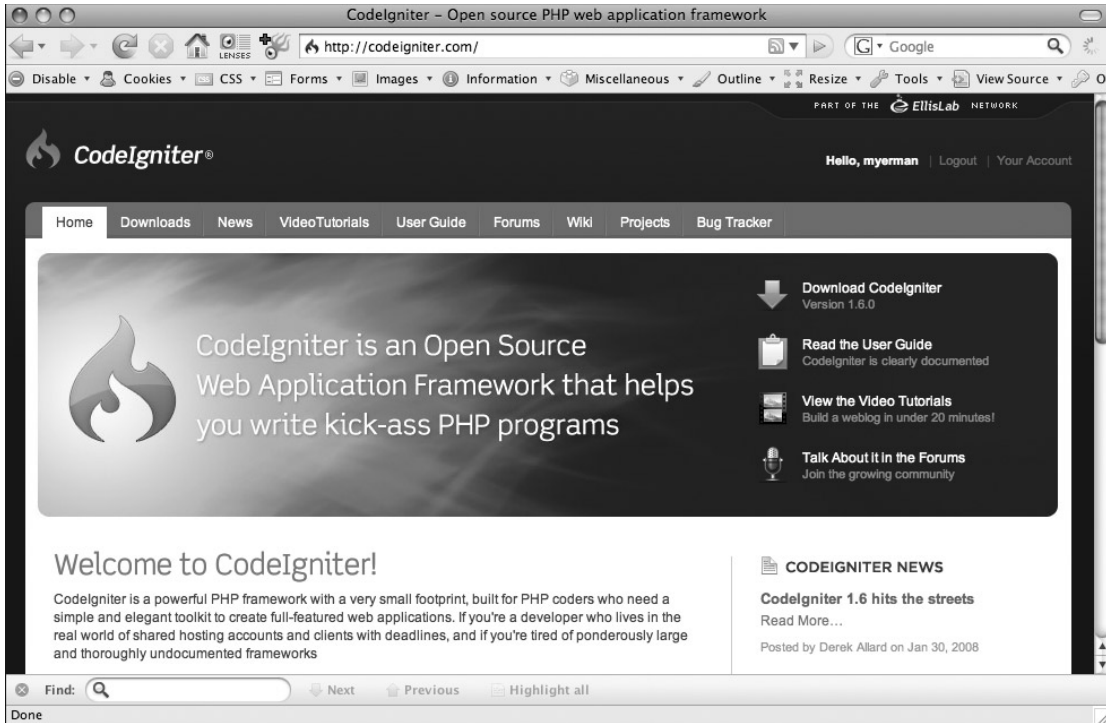 CodeIgniter – Open source PHP web application framework
LENSES
http://codeigniter.com/
G Google
Disable Cookies CSS Forms Images Information Miscellaneous Outline Resize Tools View Source O
PART OF THE EllisLab NETWORK
CodeIgniter®
Hello, myerman | Logout | Your Account
Home Downloads News VideoTutorials User Guide Forums Wiki Projects Bug Tracker
CodeIgniter is an Open Source
Web Application Framework that helps
you write kick-ass PHP programs
Download CodeIgniter
Version 1.6.0
Read the User Guide
CodeIgniter is clearly documented
View the Video Tutorials
Build a weblog in under 20 minutes!
Talk About it in the Forums
Join the growing community
Welcome to CodeIgniter!
CodeIgniter is a powerful PHP framework with a very small footprint, built for PHP coders who need a
simple and elegant toolkit to create full-featured web applications. If you're a developer who lives in the
real world of shared hosting accounts and clients with deadlines, and if you're tired of ponderously large
and thoroughly undocumented frameworks
CODEIGNITER NEWS
CodeIgniter 1.6 hits the streets
Read More...
Posted by Derek Allard on Jan 30, 2008
Find: Next Previous Highlight all
Done